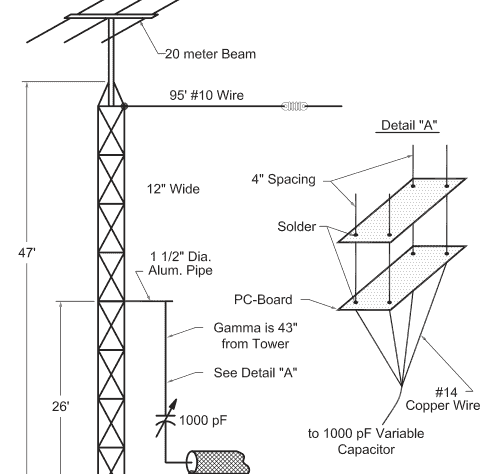 20 meter Beam
95' #10 Wire
Detail "A"
4" Spacing
12" Wide
Solder
47'
1 1/2" Dia.
Alum. Pipe
PC-Board
Gamma is 43"
from Tower
See Detail "A"
#14
Copper Wire
26'
1000 pF
to 1000 pF Variable
Capacitor